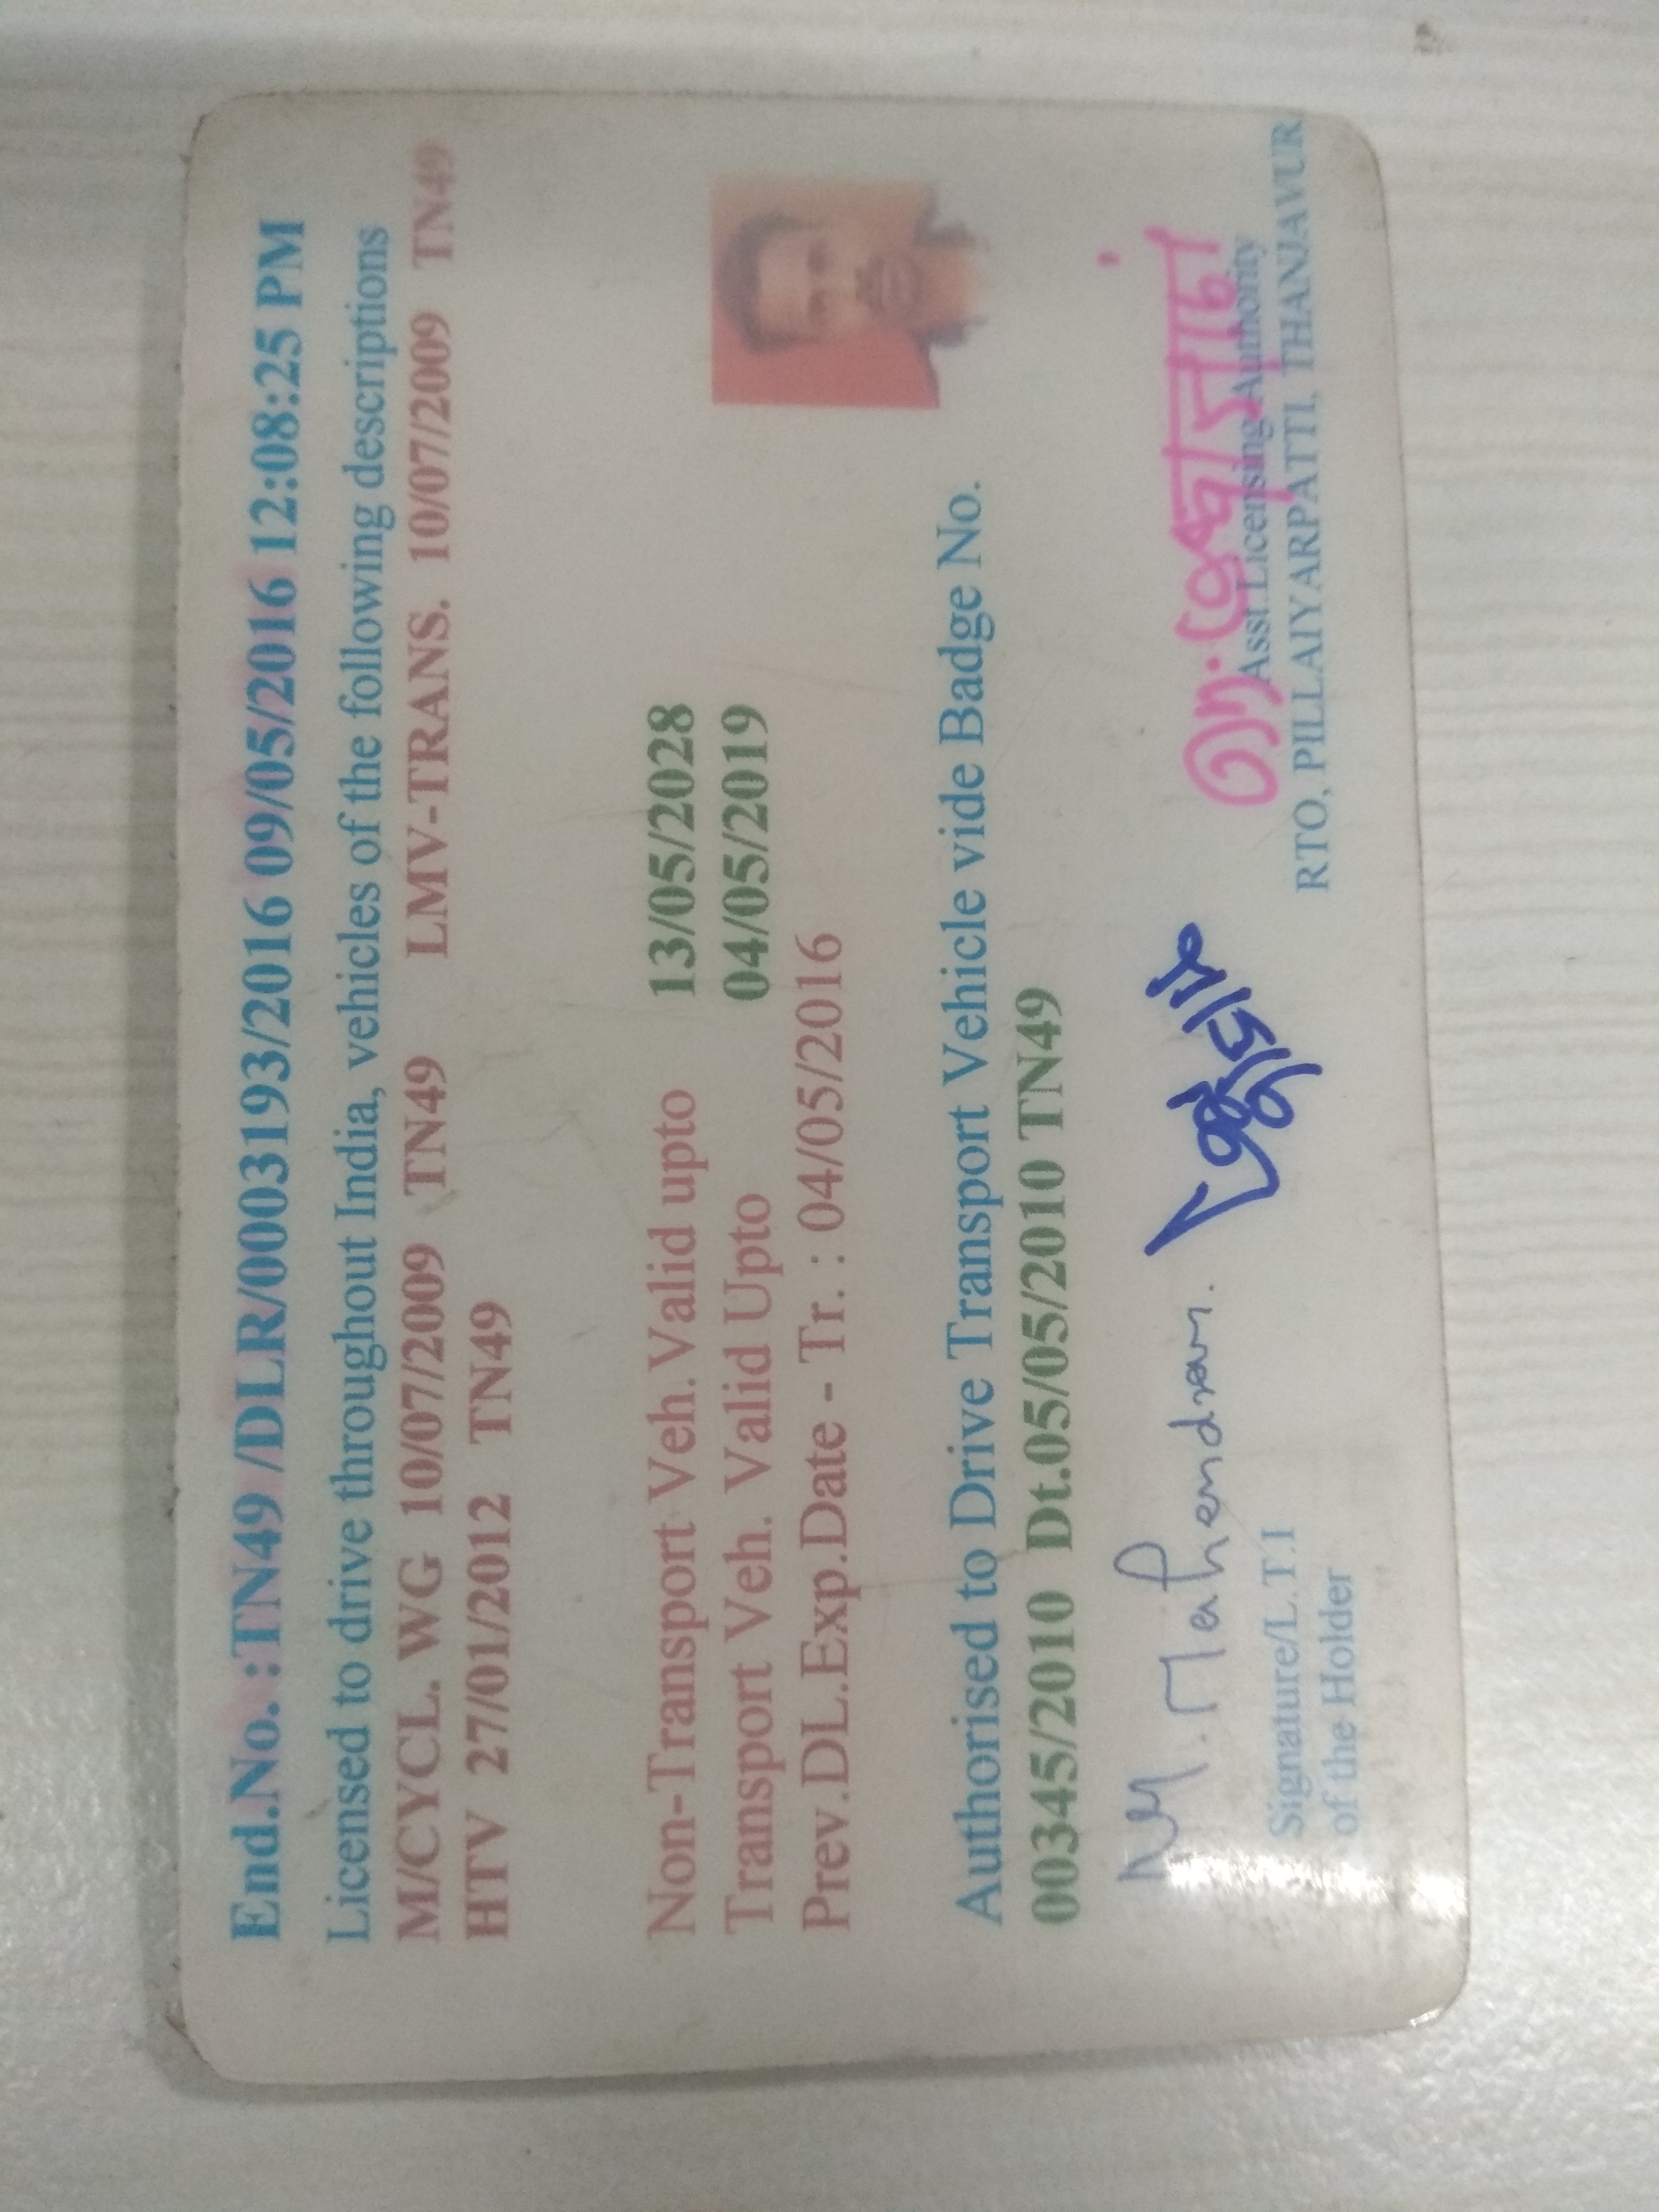 End.No. :TN49 /DLR/0003193/2016 09/05/2016 12:08:25 PM
Licensed to drive throughout India, vehicles of the following descriptions
M/CYCL. WG 10/07/2009 TN49 LMV-TRANS. 10/07/2009 TN49
HTV 27/01/2012 TN49
Non-Transport Veh.Valid upto 13/05/2028
Transport Veh. Valid Upto 04/05/2019
Prev.DL.Exp.Date - Tr. : 04/05/2016
Authorised to Drive Transport Vehicle vide Badge No.
00345/2010 Dt.05/05/2010 TN49
M. Mahendran.
Signature/L.T.I
of the Holder
Asst.Licensing Authority
RTO, PILLAIYARPATTI, THANJAVUR